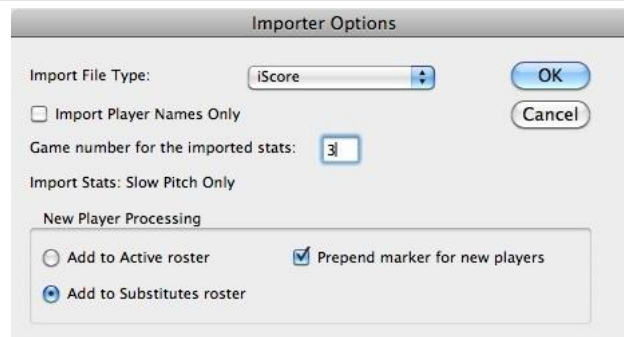 Importer Options
Import File Type: iScore OK
Import Player Names Only Cancel
Game number for the imported stats: 3
Import Stats: Slow Pitch Only
New Player Processing
Add to Active roster Prepend marker for new players
Add to Substitutes roster